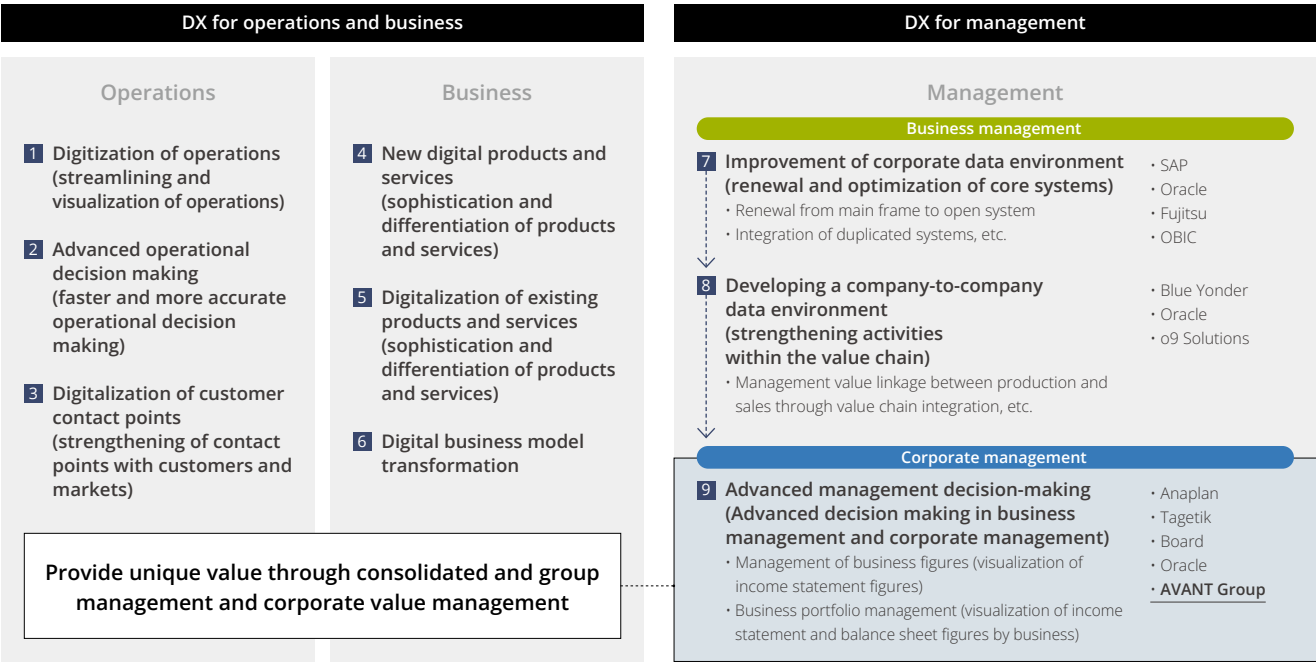 DX for operations and business
Operations
1 Digitization of operations
(streamlining and
visualization of operations)
2 Advanced operational
decision making
(faster and more accurate
operational decision
making)
3 Digitalization of customer
contact points
(strengthening of contact
points with customers and
markets)
Business
4 New digital products and
services
(sophistication and
differentiation of products
and services)
5 Digitalization of existing
products and services
(sophistication and
differentiation of products
and services)
6 Digital business model
transformation
Provide unique value through consolidated and group
management and corporate value management
DX for management
Management
Business management
7 Improvement of corporate data environment
(renewal and optimization of core systems)
・Renewal from main frame to open system
・Integration of duplicated systems, etc.
・SAP
・Oracle
・Fujitsu
・OBIC
8 Developing a company-to-company
data environment
(strengthening activities
within the value chain)
・Management value linkage between production and
sales through value chain integration, etc.
・Blue Yonder
・Oracle
・o9 Solutions
Corporate management
9 Advanced management decision-making
(Advanced decision making in business
management and corporate management)
・Management of business figures (visualization of
income statement figures)
・Business portfolio management (visualization of income
statement and balance sheet figures by business)
・Anaplan
・Tagetik
・Board
・Oracle
・AVANT Group